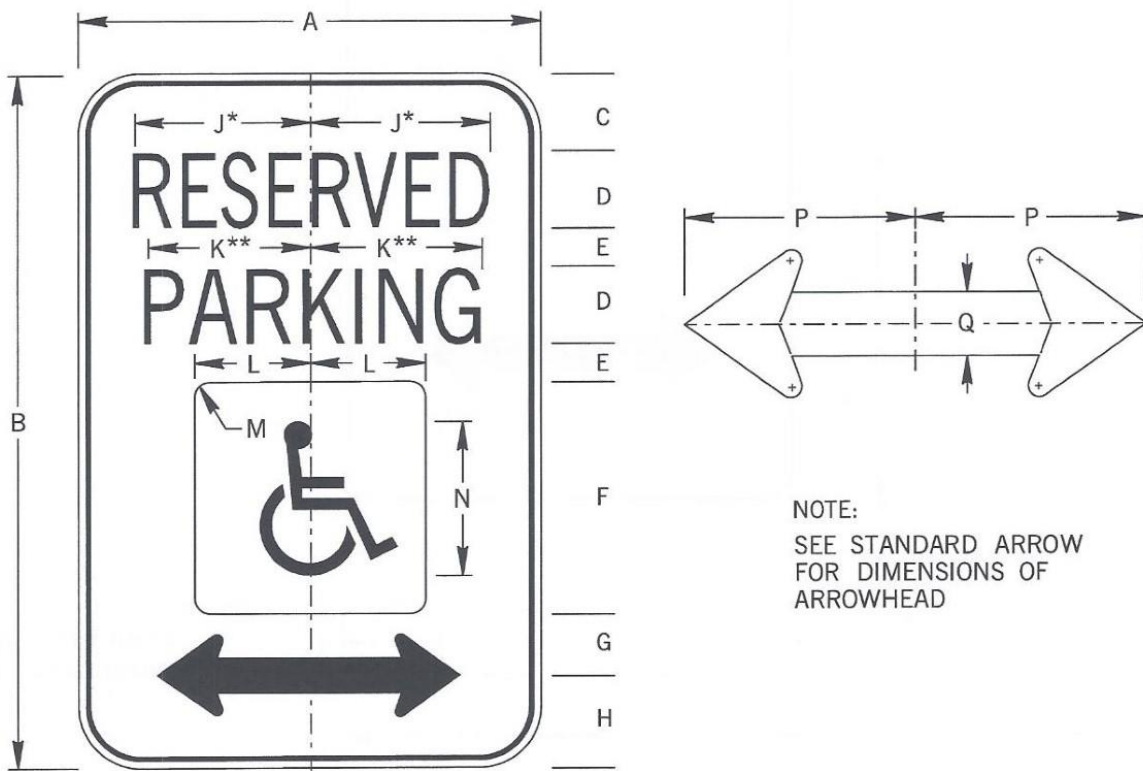 A
C
J* J*
RESERVED
D
P P
K** K**
E
PARKING
D
Q
L L
E
B
M
N
F
NOTE:
SEE STANDARD ARROW
FOR DIMENSIONS OF
ARROWHEAD
G
H